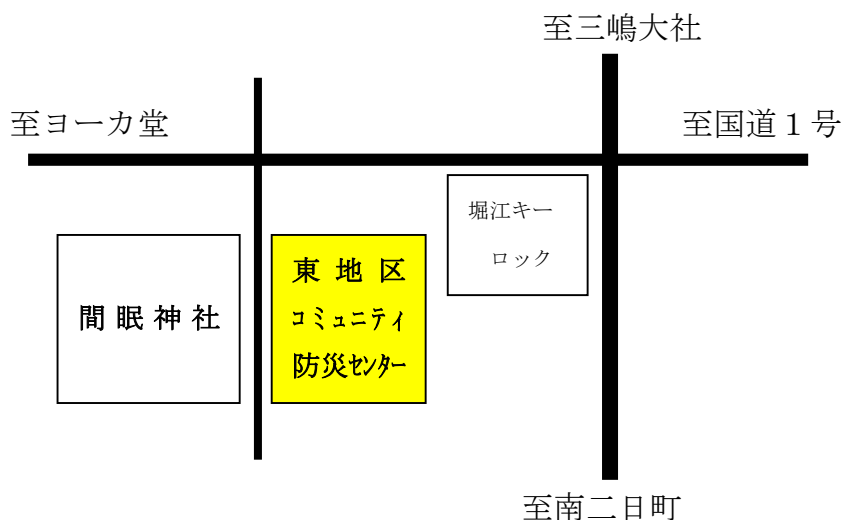 至三嶋大社
至ヨーカ堂
至国道1号
堀江キー
ロック
東地区
コミュニティ
防災センター
間眠神社
至南二日町